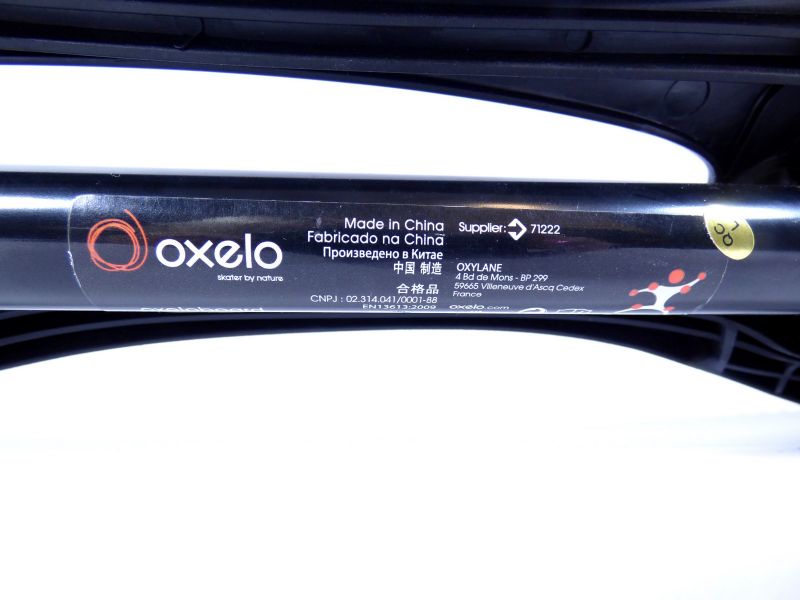 oxelo
skater by nature
Made in China
Fabricado na China
Произведено в Китае
中国 制造
合格品
CNPJ : 02.314.041/0001-88
EN13613:2009
Supplier: 71222
OXYLANE
4 Bd de Mons - BP 299
59665 Villeneuve d'Ascq Cedex
France
oxelo.com
oxeloboard